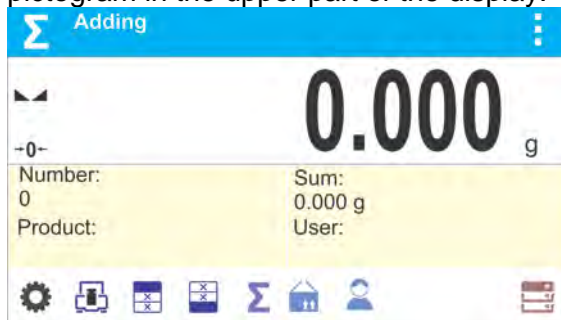 pictogram in the upper part of the display.
Σ Adding
0.000 g
→0←
Number:
0
Sum:
0.000 g
Product:
User:
Σ